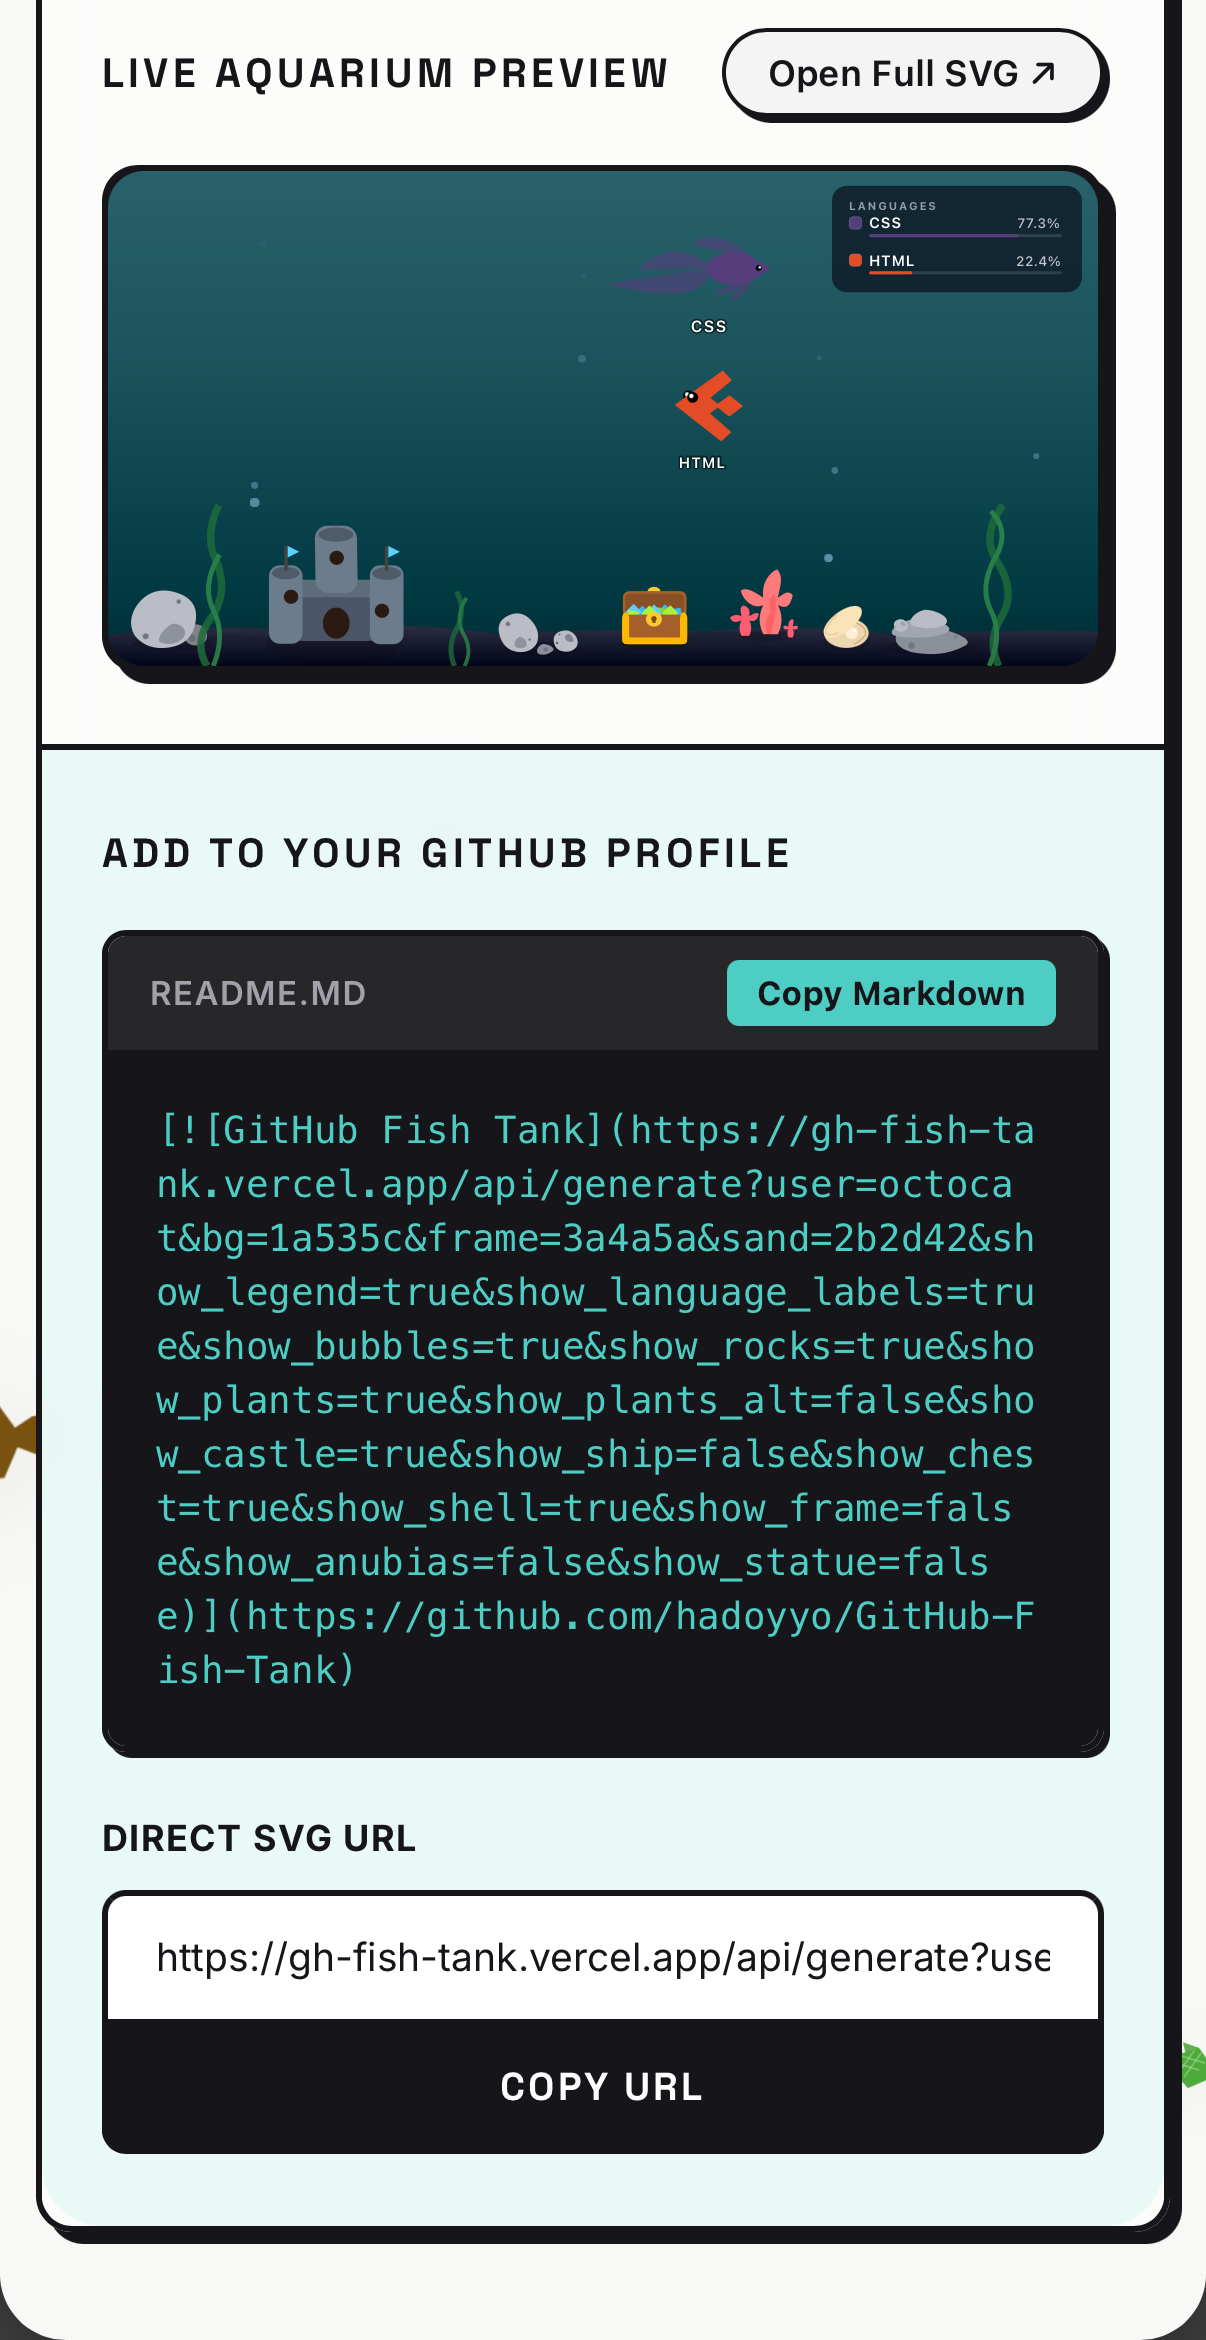 LIVE AQUARIUM PREVIEW
Open Full SVG ↗
LANGUAGES
CSS 77.3%
HTML 22.4%
CSS
HTML
ADD TO YOUR GITHUB PROFILE
README.MD
Copy Markdown
[![GitHub Fish Tank](https://gh-fish-ta
nk.vercel.app/api/generate?user=octoca
t&bg=1a535c&frame=3a4a5a&sand=2b2d42&sh
ow_legend=true&show_language_labels=tru
e&show_bubbles=true&show_rocks=true&sho
w_plants=true&show_plants_alt=false&sho
w_castle=true&show_ship=false&show_ches
t=true&show_shell=true&show_frame=fals
e&show_anubias=false&show_statue=fals
e)](https://github.com/hadoyyo/GitHub-F
ish-Tank)
DIRECT SVG URL
https://gh-fish-tank.vercel.app/api/generate?use
COPY URL